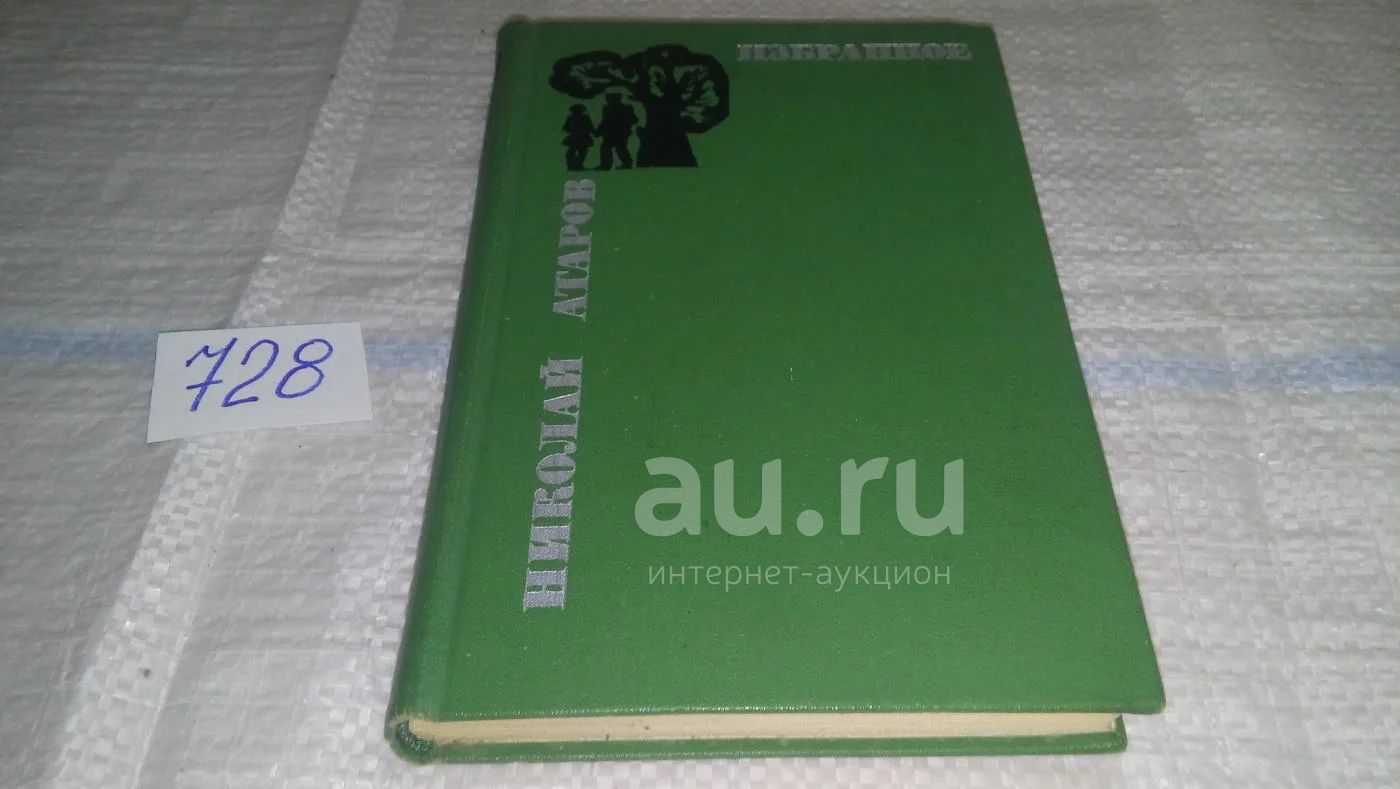 ИЗБРАННОЕ
НИКОЛАЙ АТАРОВ
728
au.ru
интернет-аукцион